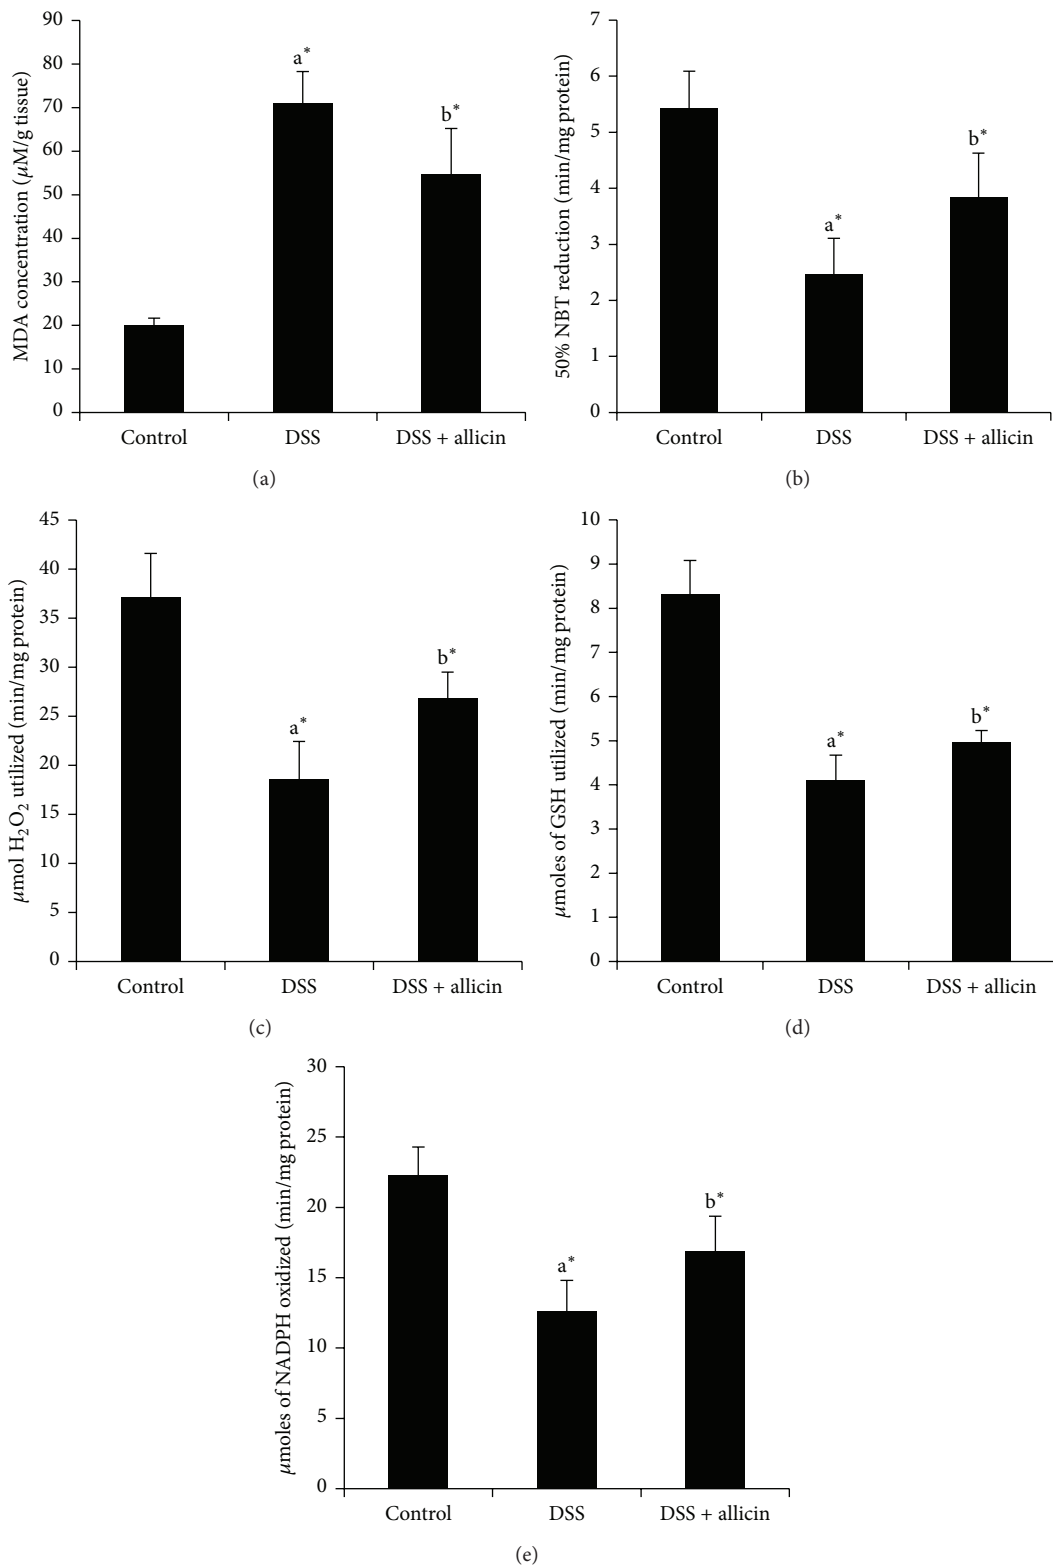 MDA concentration (μM/g tissue)
90
80
70
60
50
40
30
20
10
0
a*
b*
Control DSS DSS + allicin
(a)
50% NBT reduction (min/mg protein)
7
6
5
4
3
2
1
0
a*
b*
Control DSS DSS + allicin
(b)
μmol H₂O₂ utilized (min/mg protein)
45
40
35
30
25
20
15
10
5
0
a*
b*
Control DSS DSS + allicin
(c)
μmoles of GSH utilized (min/mg protein)
10
9
8
7
6
5
4
3
2
1
0
a*
b*
Control DSS DSS + allicin
(d)
μmoles of NADPH oxidized (min/mg protein)
30
25
20
15
10
5
0
a*
b*
Control DSS DSS + allicin
(e)